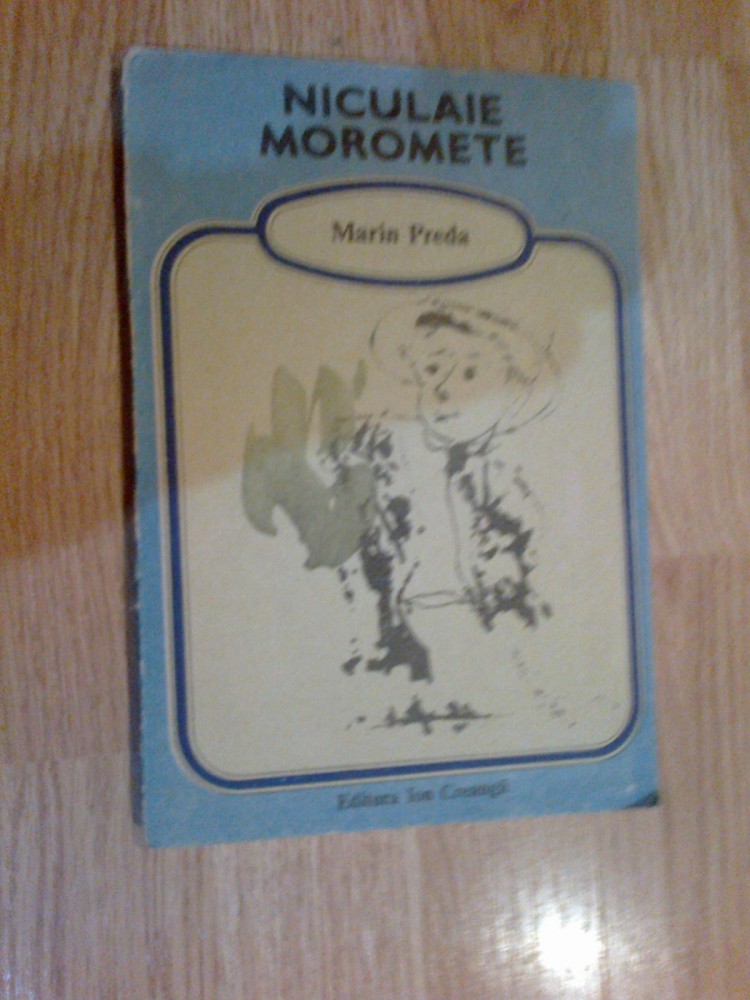 NICULAIE
MOROMETE
Marin Preda
Editura Ion Creangă